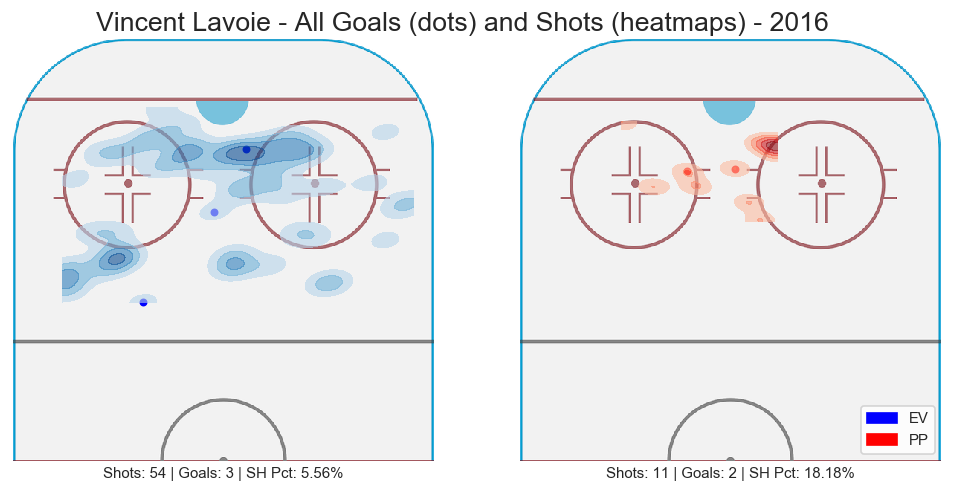 Vincent Lavoie - All Goals (dots) and Shots (heatmaps) - 2016
EV
PP
Shots: 54 | Goals: 3 | SH Pct: 5.56%
Shots: 11 | Goals: 2 | SH Pct: 18.18%